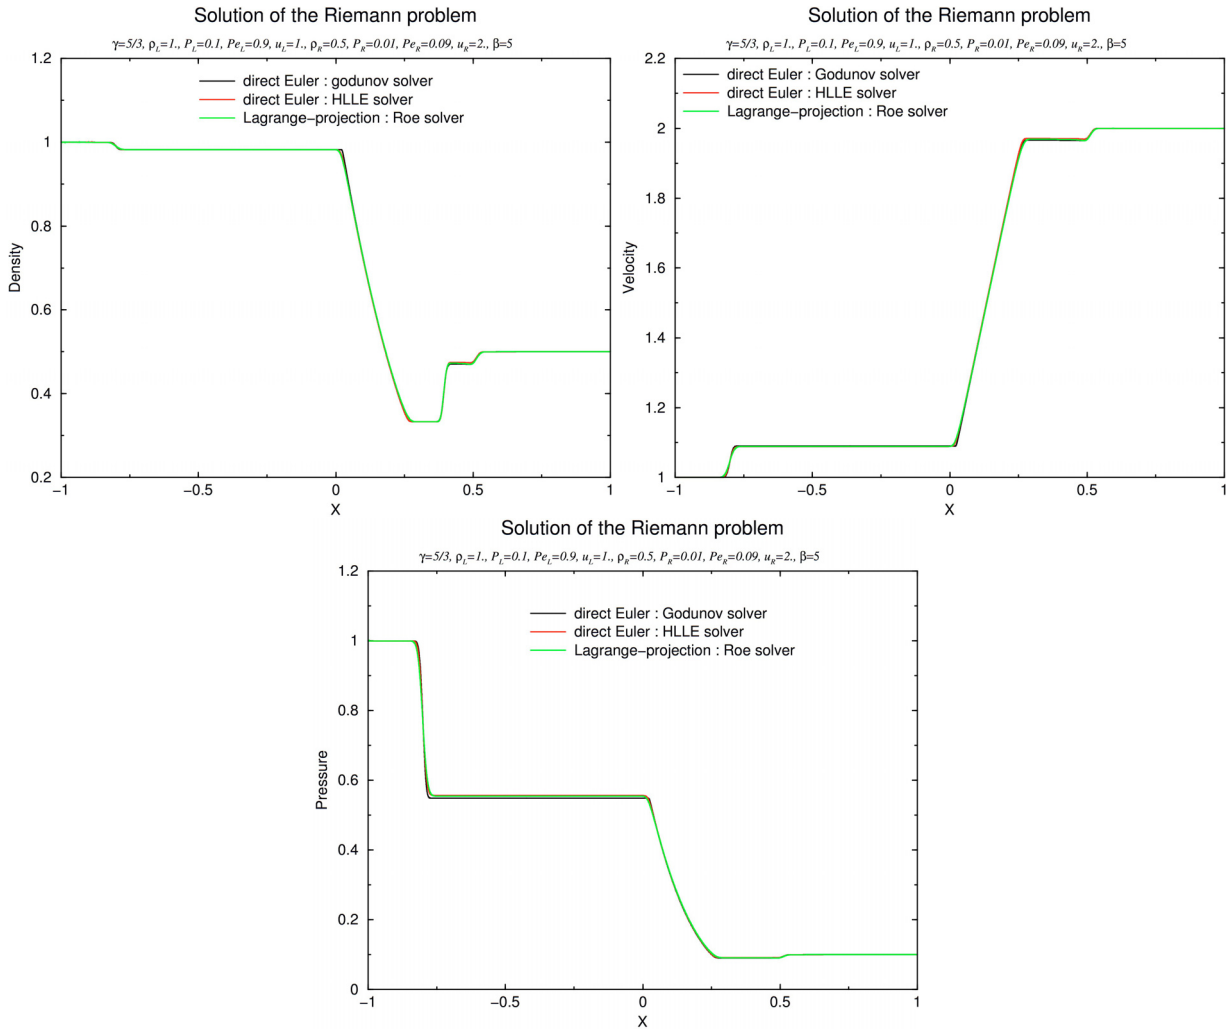 Solution of the Riemann problem
γ=5/3, ρL=1., PL=0.1, PeL=0.9, uL=1., ρR=0.5, PR=0.01, PeR=0.09, uR=2., β=5
1.2
direct Euler : godunov solver
direct Euler : HLLE solver
Lagrange−projection : Roe solver
1
0.8
Density
0.6
0.4
0.2
−1
−0.5
0
0.5
1
X
Solution of the Riemann problem
γ=5/3, ρL=1., PL=0.1, PeL=0.9, uL=1., ρR=0.5, PR=0.01, PeR=0.09, uR=2., β=5
2.2
direct Euler : Godunov solver
direct Euler : HLLE solver
Lagrange−projection : Roe solver
2
1.8
Velocity
1.6
1.4
1.2
1
−1
−0.5
0
0.5
1
X
Solution of the Riemann problem
γ=5/3, ρL=1., PL=0.1, PeL=0.9, uL=1., ρR=0.5, PR=0.01, PeR=0.09, uR=2., β=5
1.2
direct Euler : Godunov solver
direct Euler : HLLE solver
Lagrange−projection : Roe solver
1
0.8
Pressure
0.6
0.4
0.2
0
−1
−0.5
0
0.5
1
X